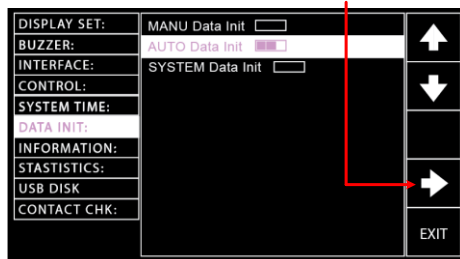 DISPLAY SET:
BUZZER:
INTERFACE:
CONTROL:
SYSTEM TIME:
DATA INIT:
INFORMATION:
STASTISTICS:
USB DISK
CONTACT CHK:
MANU Data Init
AUTO Data Init
SYSTEM Data Init
EXIT